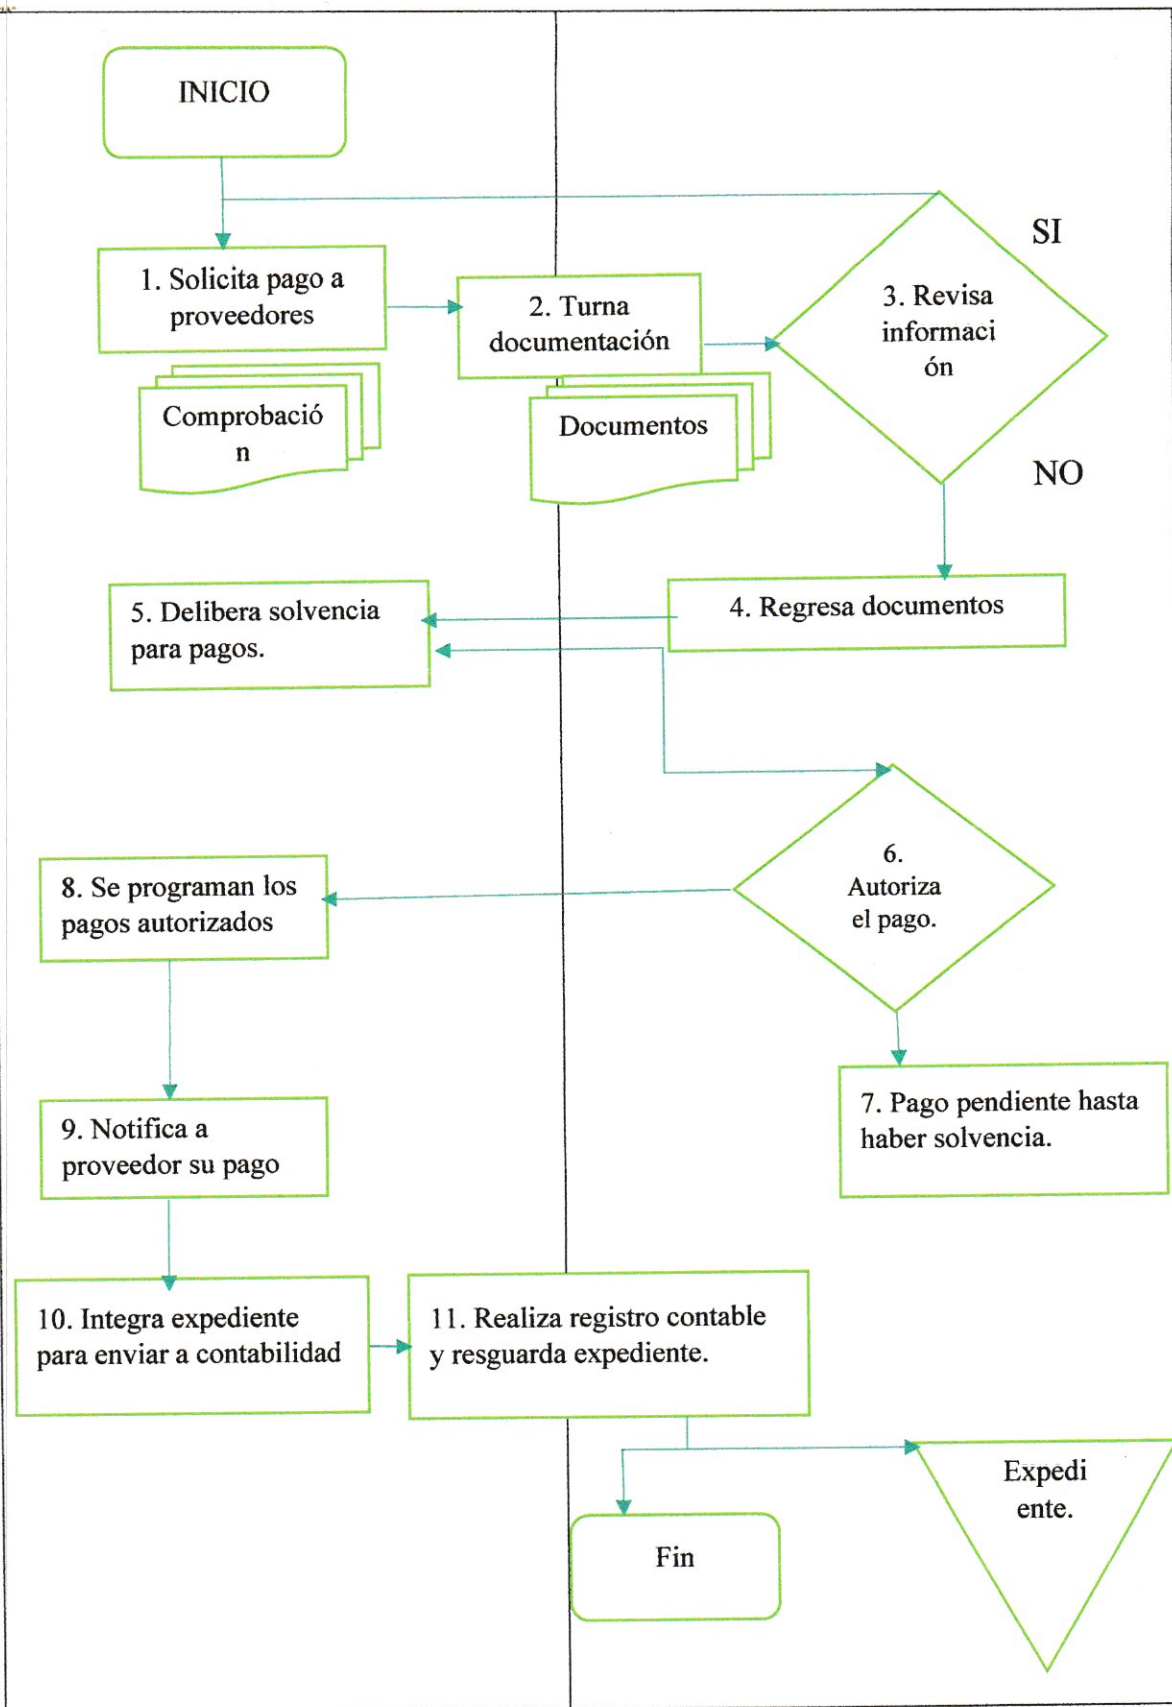 INICIO
SI
1. Solicita pago a
proveedores
2. Turna
documentación
3. Revisa
informaci
ón
Comprobació
n
Documentos
NO
4. Regresa documentos
5. Delibera solvencia
para pagos.
6.
Autoriza
el pago.
8. Se programan los
pagos autorizados
7. Pago pendiente hasta
haber solvencia.
9. Notifica a
proveedor su pago
10. Integra expediente
para enviar a contabilidad
11. Realiza registro contable
y resguarda expediente.
Expedi
ente.
Fin